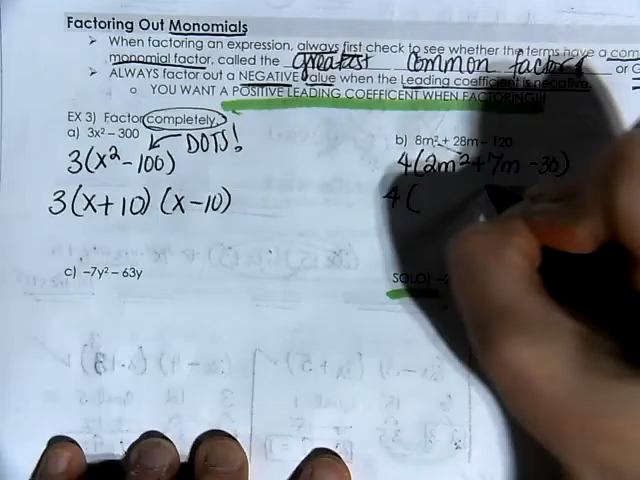 Factoring Out Monomials
➢ When factoring an expression, always first check to see whether the terms have a com
monomial factor, called the greatest common factor or G
➢ ALWAYS factor out a NEGATIVE value when the Leading coefficient is negative.
o YOU WANT A POSITIVE LEADING COEFFICENT WHEN FACTORING!!!
EX 3) Factor completely.
a) 3x² – 300
DOTS!
3(x² – 100)
3(x + 10) (x – 10)
b) 8m² + 28m – 120
4(2m² + 7m – 30)
4(
c) –7y² – 63y
SOLO!